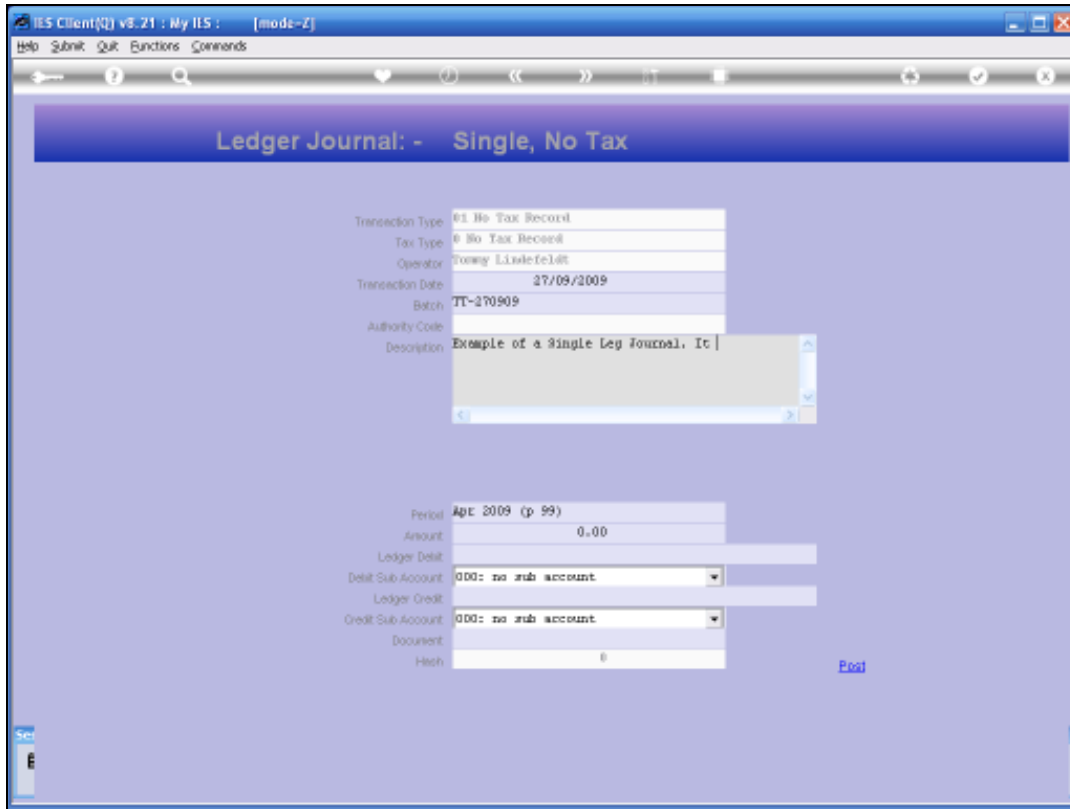 IES Client(Q) v8.21 : My IES : [mode-Z]
Help Submit Quit Functions Commands
Ledger Journal: - Single, No Tax
Transaction Type 01 No Tax Record
Tax Type 0 No Tax Record
Operator Tommy Lindefeldt
Transaction Date 27/09/2009
Batch TT-270909
Authority Code
Description Example of a Single Leg Journal. It
Period Apr 2009 (p 99)
Amount 0.00
Ledger Debit
Debit Sub Account 000: no sub account
Ledger Credit
Credit Sub Account 000: no sub account
Document
Hash 0
Post